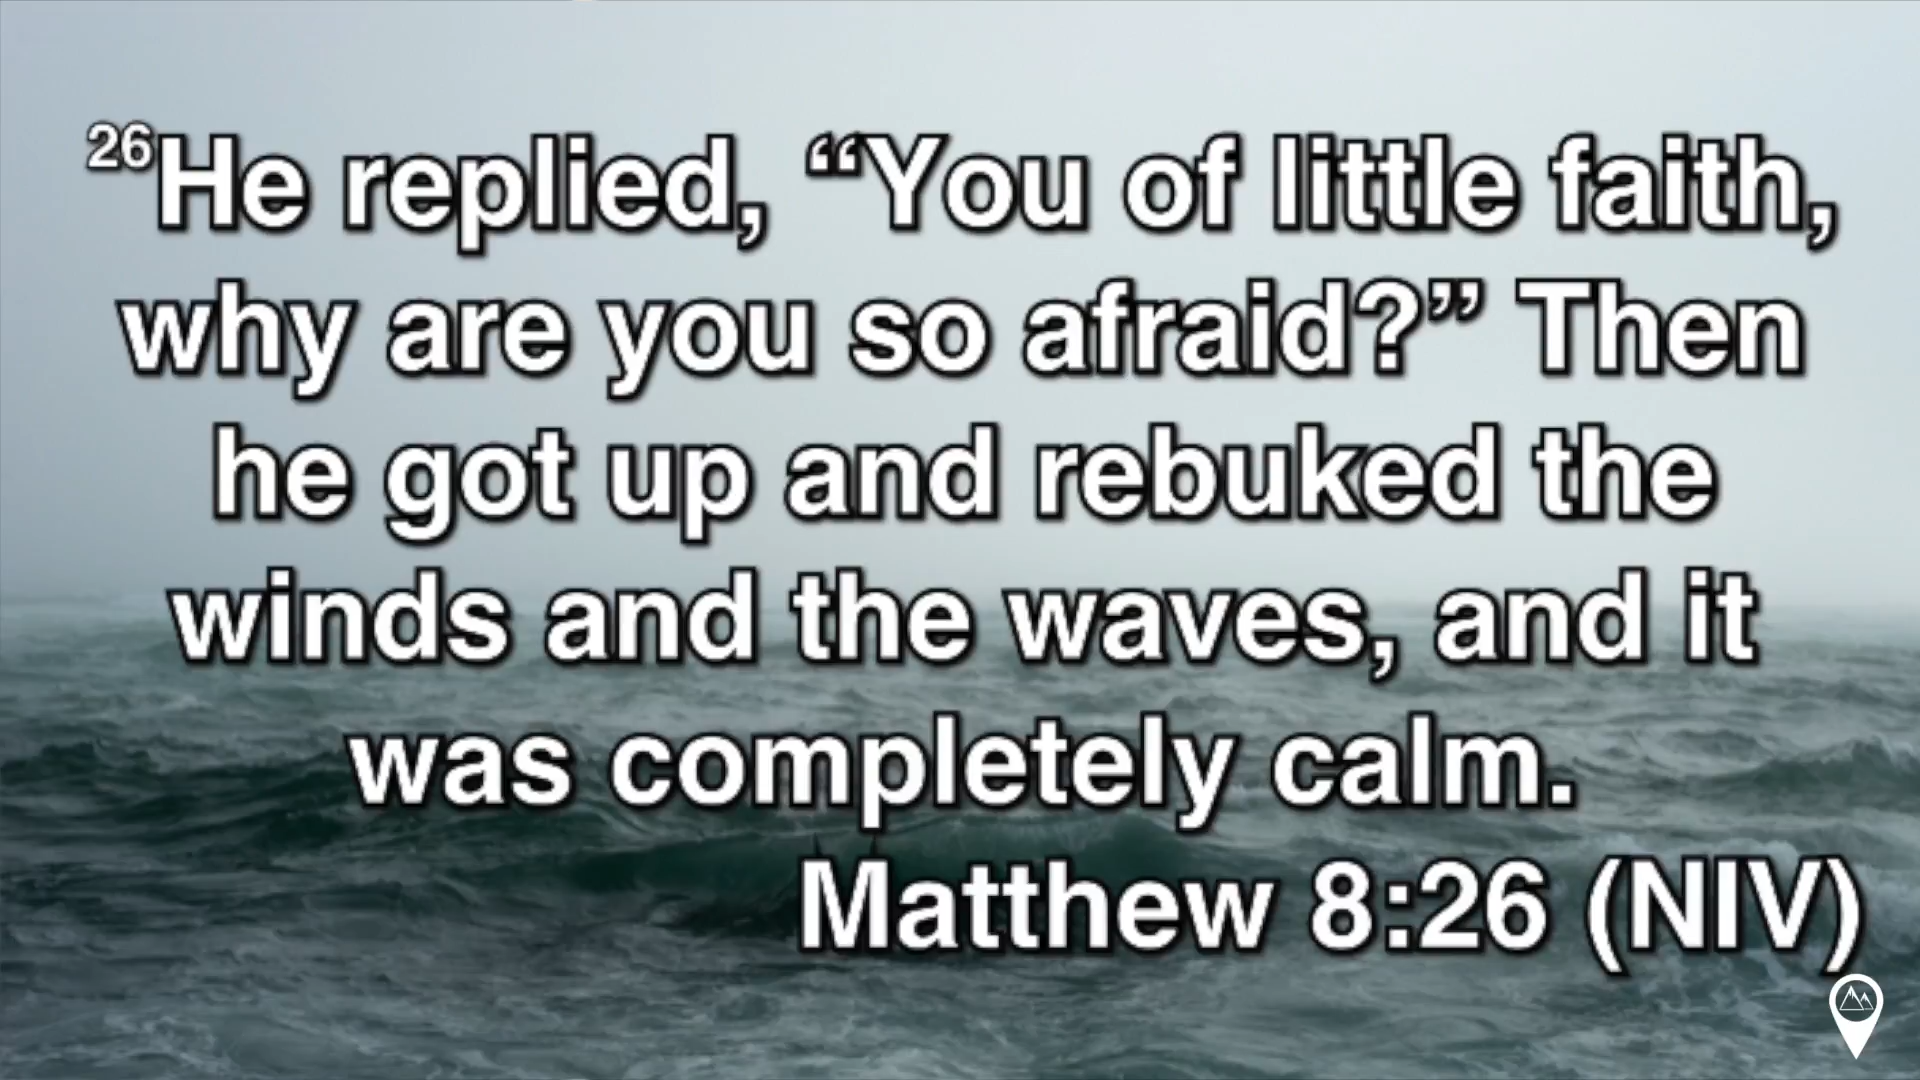 26He replied, “You of little faith,
why are you so afraid?” Then
he got up and rebuked the
winds and the waves, and it
was completely calm.
Matthew 8:26 (NIV)